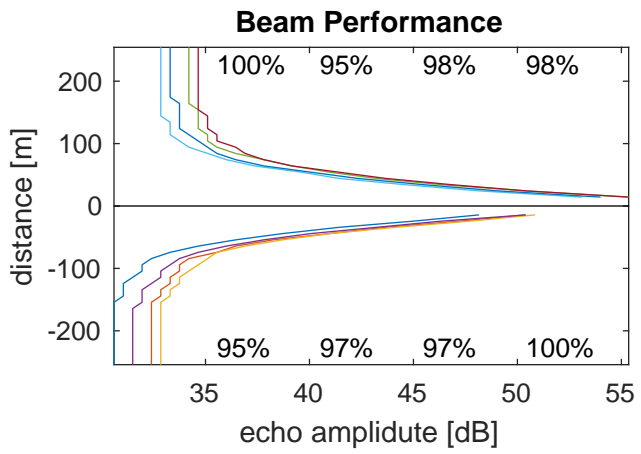 Beam Performance
100% 95% 98% 98%
200
100
0
-100
-200
distance [m]
95% 97% 97% 100%
35 40 45 50 55
echo amplidute [dB]